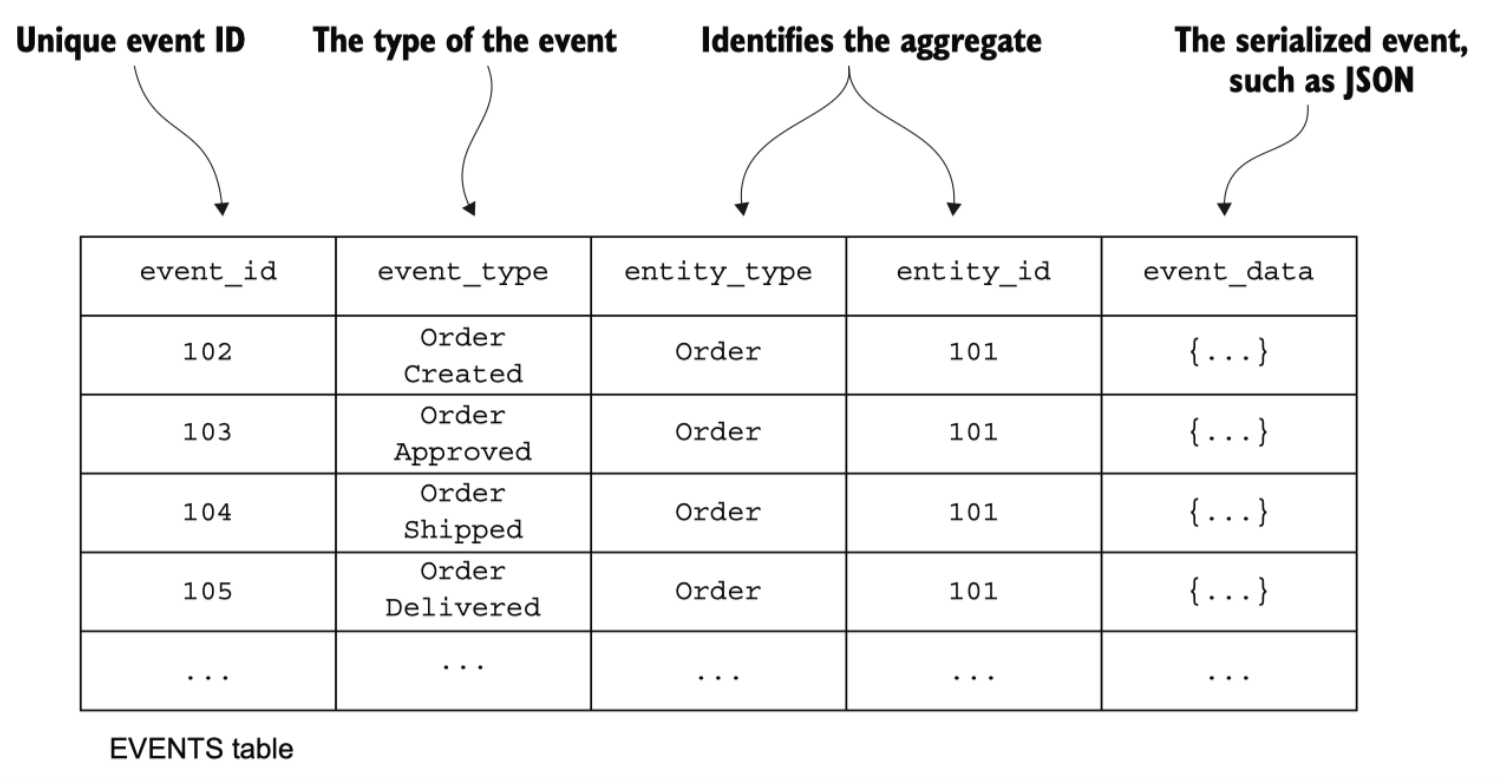 Unique event ID
The type of the event
Identifies the aggregate
The serialized event,
such as JSON
event_id event_type entity_type entity_id event_data
102 Order Created Order 101 {...}
103 Order Approved Order 101 {...}
104 Order Shipped Order 101 {...}
105 Order Delivered Order 101 {...}
... ... ... ... ...
EVENTS table